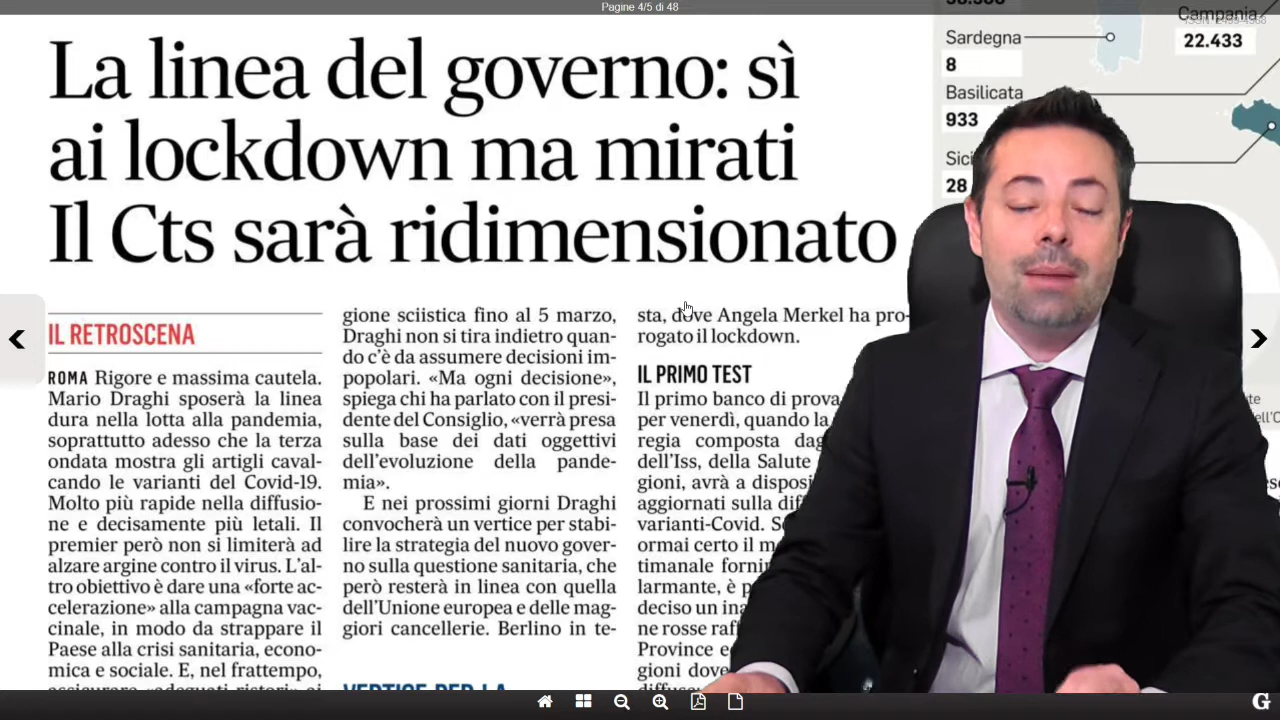 Pagine 4/5 di 48
La linea del governo: sì
ai lockdown ma mirati
Il Cts sarà ridimensionato
IL RETROSCENA
ROMA Rigore e massima cautela.
Mario Draghi sposerà la linea
dura nella lotta alla pandemia,
soprattutto adesso che la terza
ondata mostra gli artigli caval-
cando le varianti del Covid-19.
Molto più rapide nella diffusio-
ne e decisamente più letali. Il
premier però non si limiterà ad
alzare argine contro il virus. L'al-
tro obiettivo è dare una «forte ac-
celerazione» alla campagna vac-
cinale, in modo da strappare il
Paese alla crisi sanitaria, econo-
mica e sociale. E, nel frattempo,
assicurare «adeguati ristori» ai
gione sciistica fino al 5 marzo,
Draghi non si tira indietro quan-
do c'è da assumere decisioni im-
popolari. «Ma ogni decisione»,
spiega chi ha parlato con il presi-
dente del Consiglio, «verrà presa
sulla base dei dati oggettivi
dell'evoluzione della pande-
mia».
E nei prossimi giorni Draghi
convocherà un vertice per stabi-
lire la strategia del nuovo gover-
no sulla questione sanitaria, che
però resterà in linea con quella
dell'Unione europea e delle mag-
giori cancellerie. Berlino in te-
VERTICE PER LA
sta, dove Angela Merkel ha pro-
rogato il lockdown.
IL PRIMO TEST
Il primo banco di prova
per venerdì, quando la
regia composta
dell'Iss, della Salute
gioni, avrà a
aggiornati sulla
varianti-Covid.
ormai certo il
timanale
larmante, è
deciso un
ne rosse
Province
gioni dove
Campania
22.433
Sardegna
8
Basilicata
933
28
G